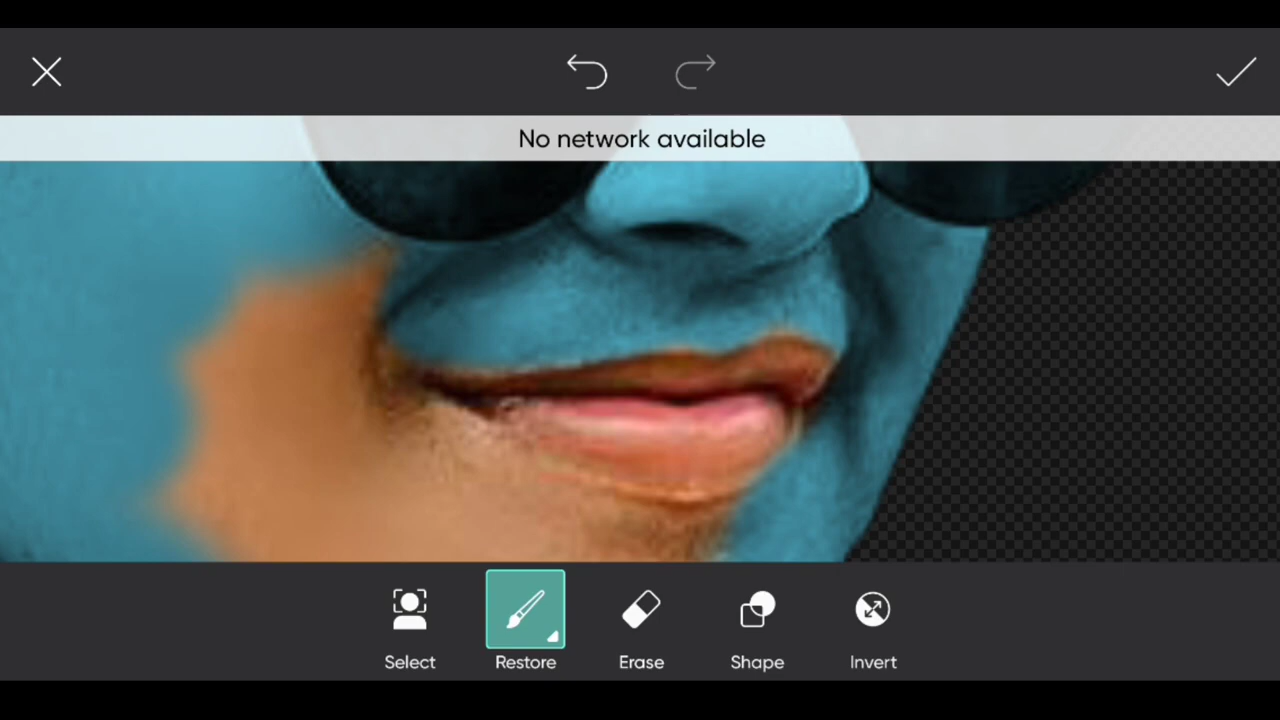 No network available
Select
Restore
Erase
Shape
Invert